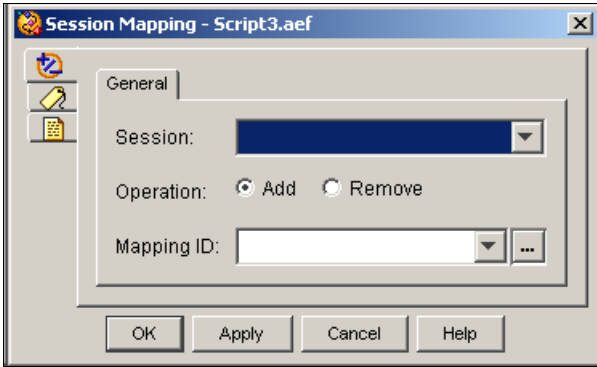 Session Mapping - Script3.aef
General
Session:
Operation: Add Remove
Mapping ID: ...
OK Apply Cancel Help